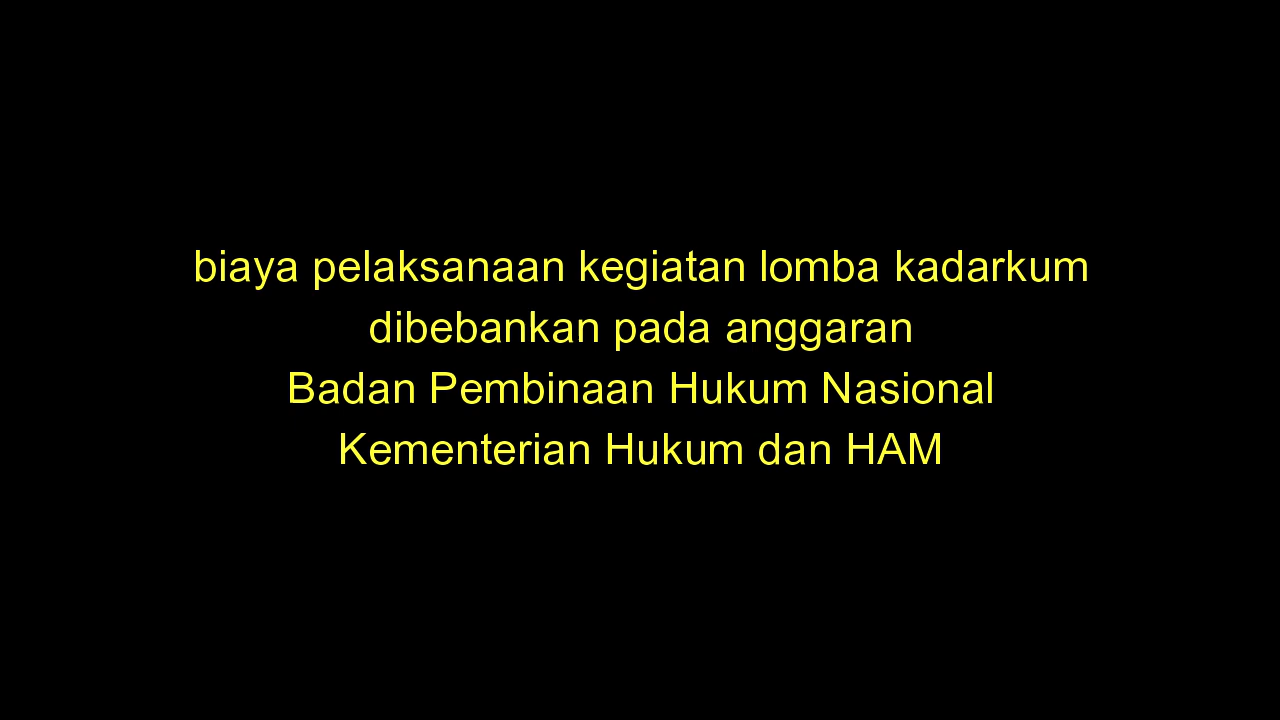 biaya pelaksanaan kegiatan lomba kadarkum
dibebankan pada anggaran
Badan Pembinaan Hukum Nasional
Kementerian Hukum dan HAM